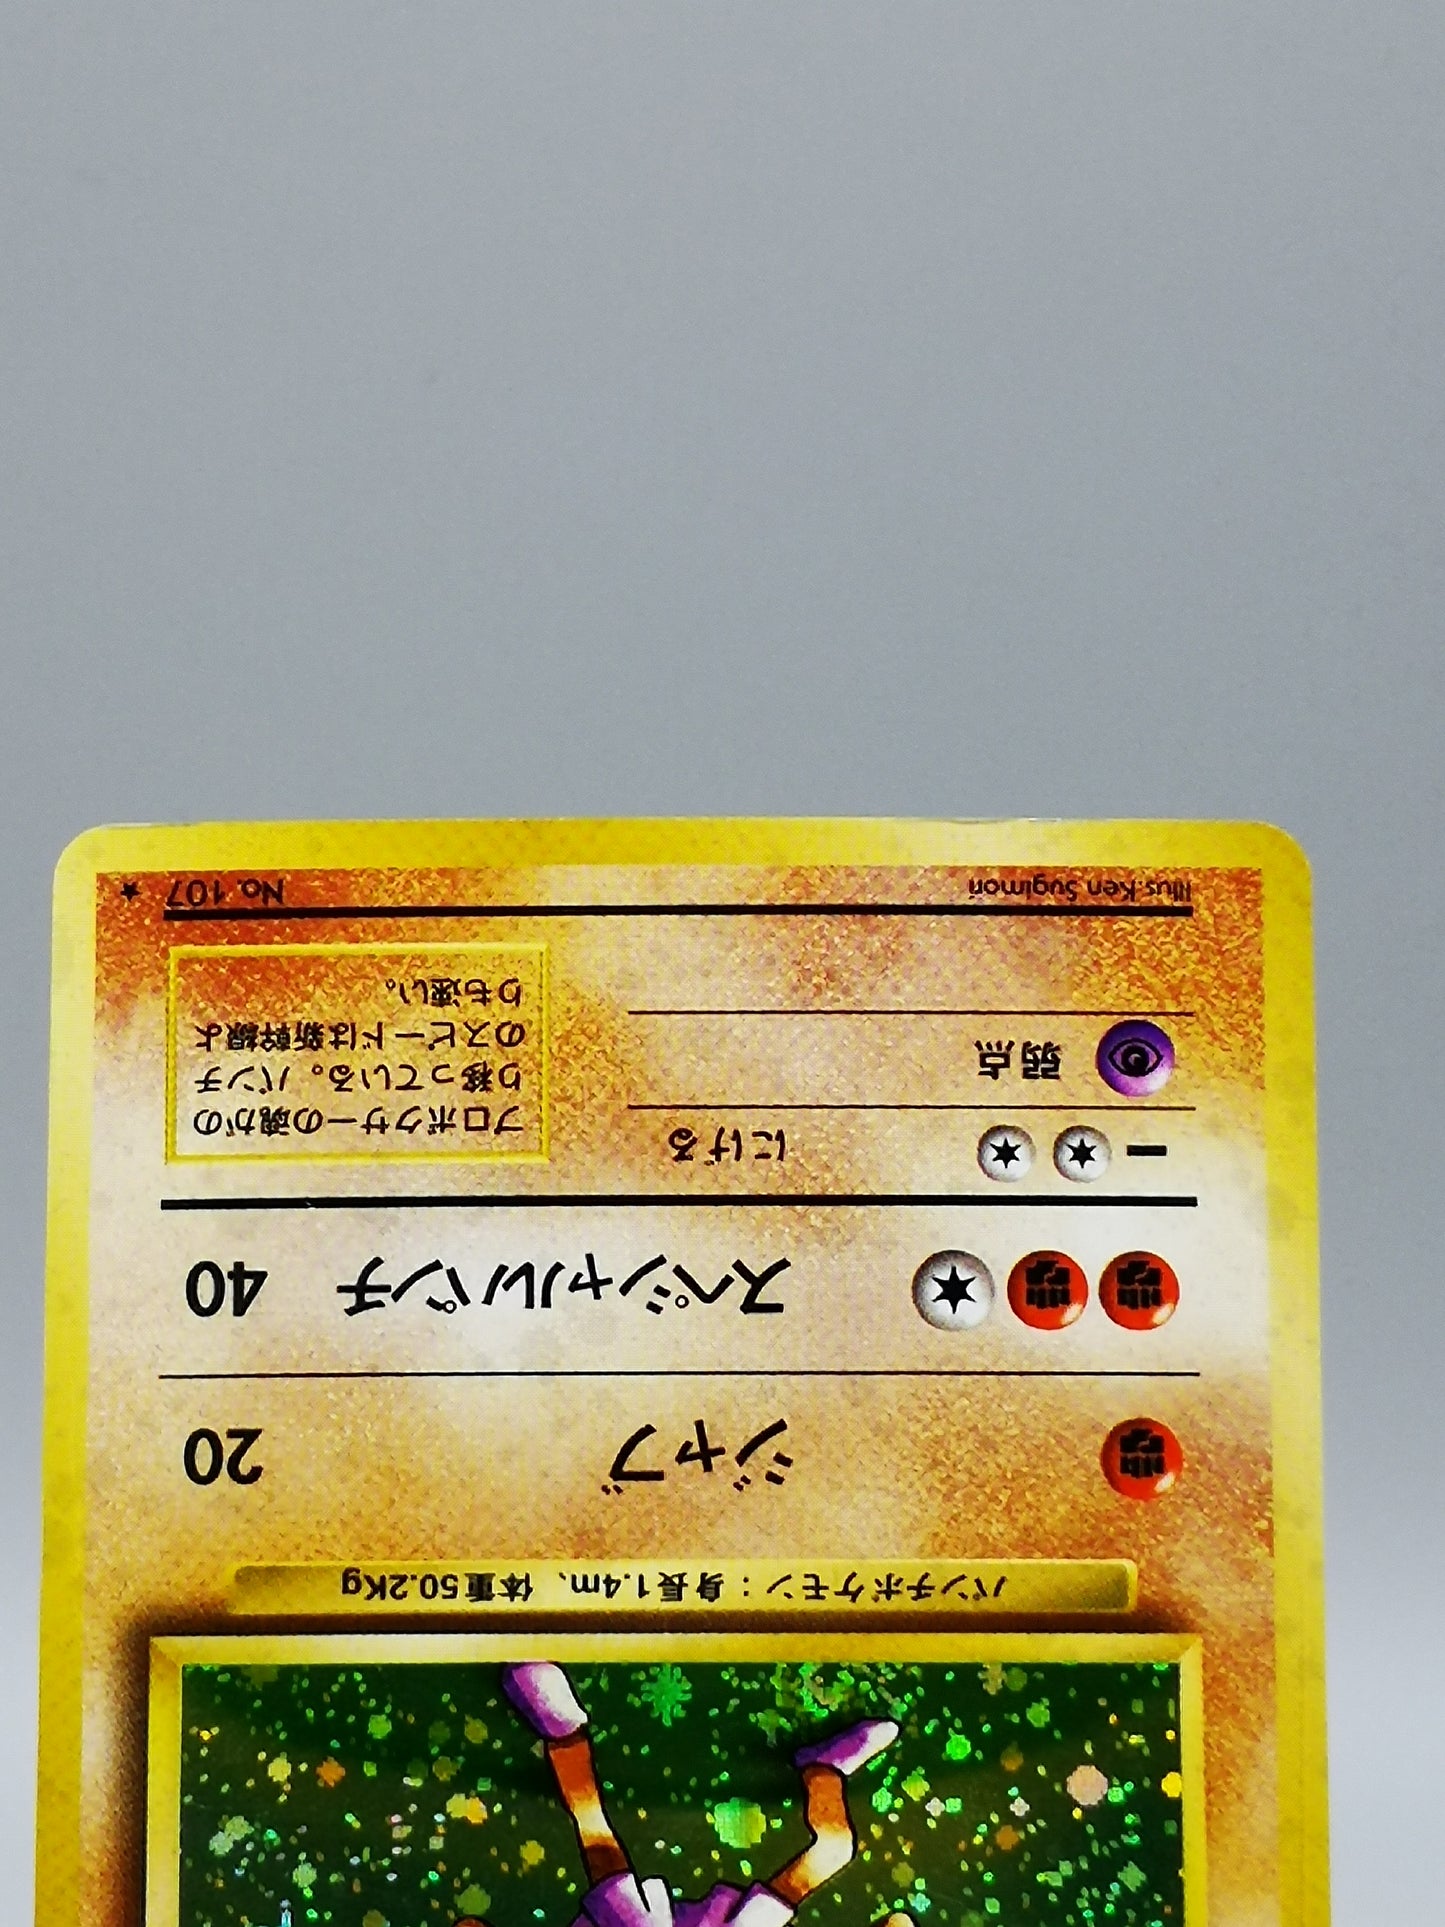 パンチポケモン：身長1.4m、体重50.2Kg
ジャブ 20
スペシャルパンチ 40
にげる
弱点
プロボクサーの魂がの
り移っている。パンチ
のスピードは新幹線よ
りも速い。
Illus. Ken Sugimori No. 107 ★